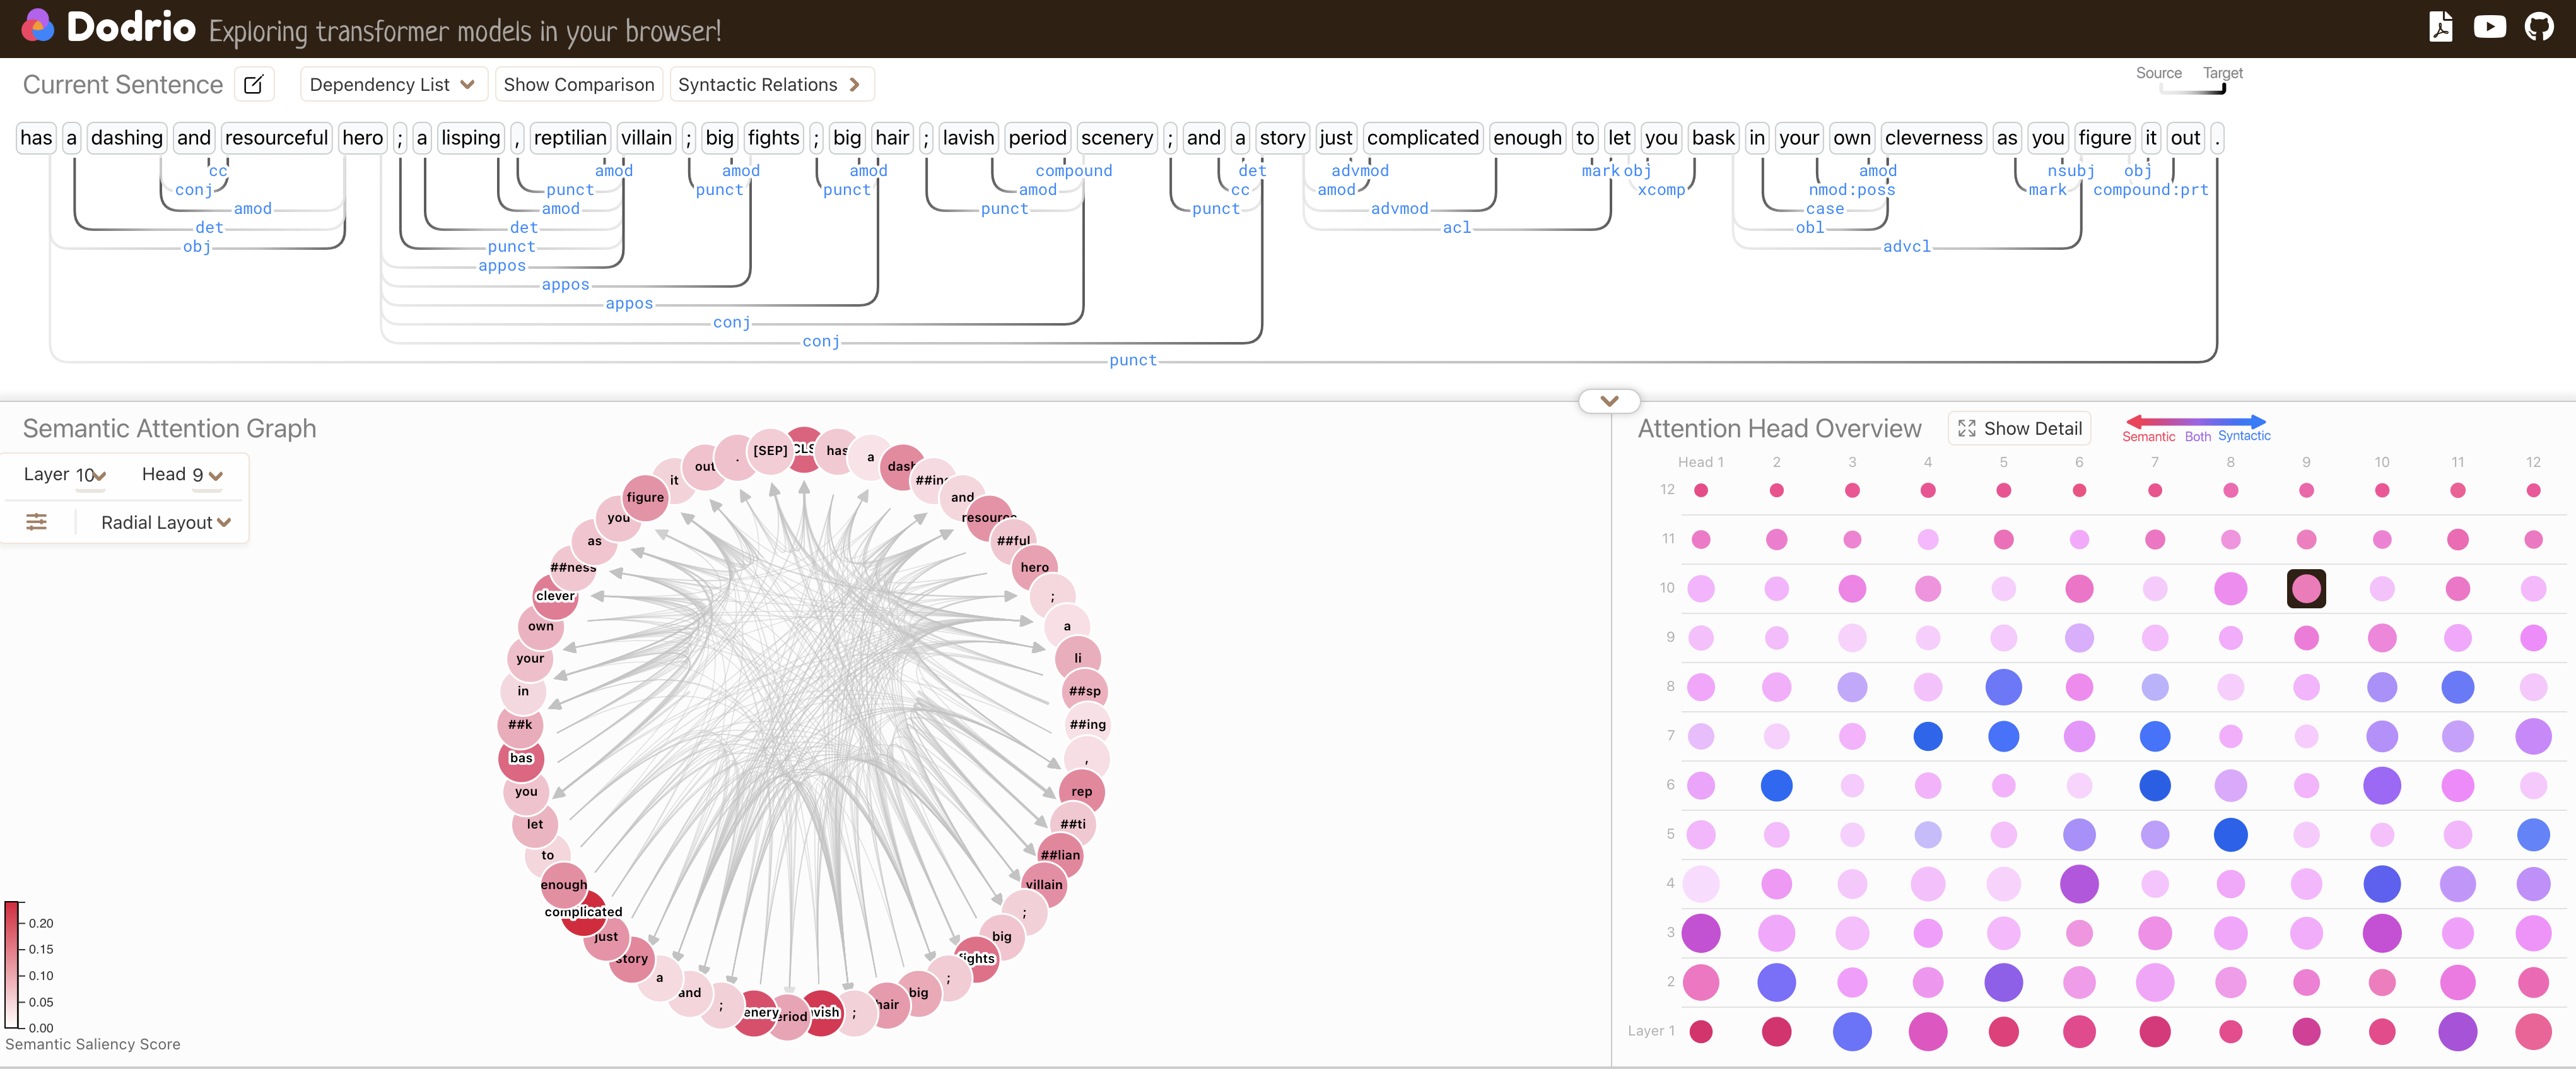 Dodrio Exploring transformer models in your browser!
Current Sentence Dependency List Show Comparison Syntactic Relations Source Target
has a dashing and resourceful hero ; a lisping , reptilian villain ; big fights ; big hair ; lavish period scenery ; and a story just complicated enough to let you bask in your own cleverness as you figure it out .
cc amod amod amod compound det advmod mark obj amod nsubj obj
conj punct punct punct amod cc amod xcomp nmod:poss mark compound:prt
amod amod punct punct advmod case
det det acl obl
obj punct advcl
appos
appos
appos
conj
conj
punct
Semantic Attention Graph
Layer 10 Head 9
Radial Layout
[SEP]
CLS
has
a
dash
##ing
and
resource
##ful
hero
;
a
li
##sp
##ing
,
rep
##ti
##lian
villain
;
big
fights
;
big
hair
;
vish
eriod
enery
;
and
a
story
just
complicated
enough
to
let
you
bas
##k
in
your
own
clever
##ness
as
you
figure
it
out
.
0.20
0.15
0.10
0.05
0.00
Semantic Saliency Score
Attention Head Overview Show Detail Semantic Both Syntactic
Head 1 2 3 4 5 6 7 8 9 10 11 12
12
11
10
9
8
7
6
5
4
3
2
Layer 1